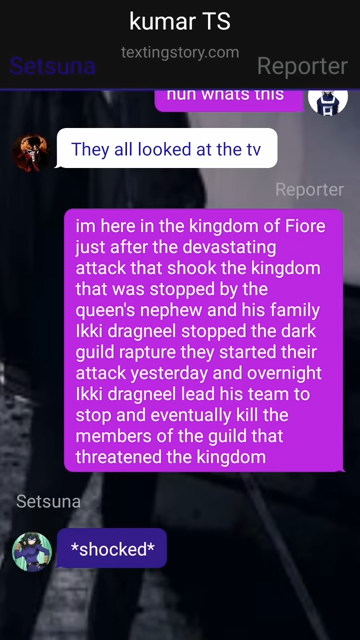 kumar TS
textingstory.com
Setsuna
Reporter
huh whats this
They all looked at the tv
Reporter
im here in the kingdom of Fiore
just after the devastating
attack that shook the kingdom
that was stopped by the
queen's nephew and his family
Ikki dragneel stopped the dark
guild rapture they started their
attack yesterday and overnight
Ikki dragneel lead his team to
stop and eventually kill the
members of the guild that
threatened the kingdom
Setsuna
*shocked*